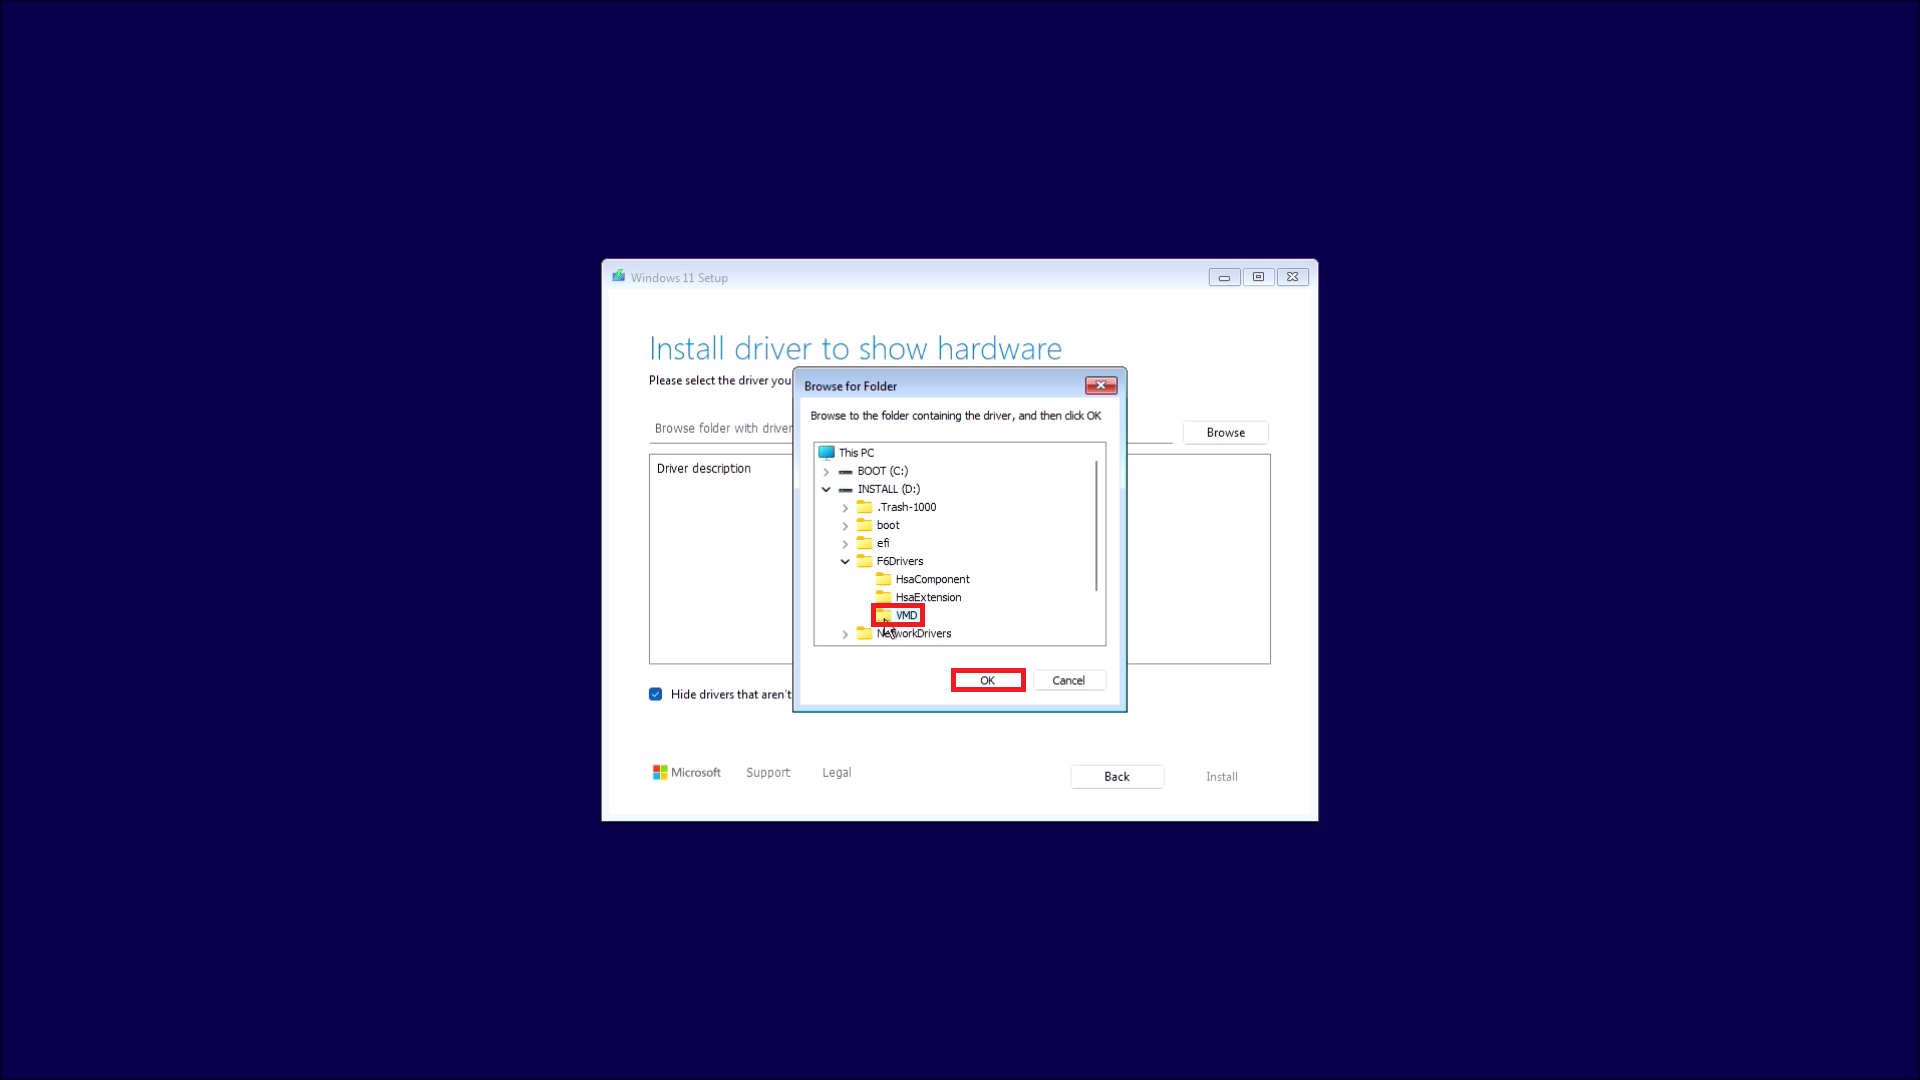 Windows 11 Setup
Install driver to show hardware
Please select the driver you
Browse for Folder
Browse to the folder containing the driver, and then click OK
Browse folder with driver
Browse
This PC
BOOT (C:)
INSTALL (D:)
.Trash-1000
boot
efi
F6Drivers
HsaComponent
HsaExtension
VMD
NetworkDrivers
Driver description
OK
Cancel
Hide drivers that aren't
Microsoft
Support
Legal
Back
Install